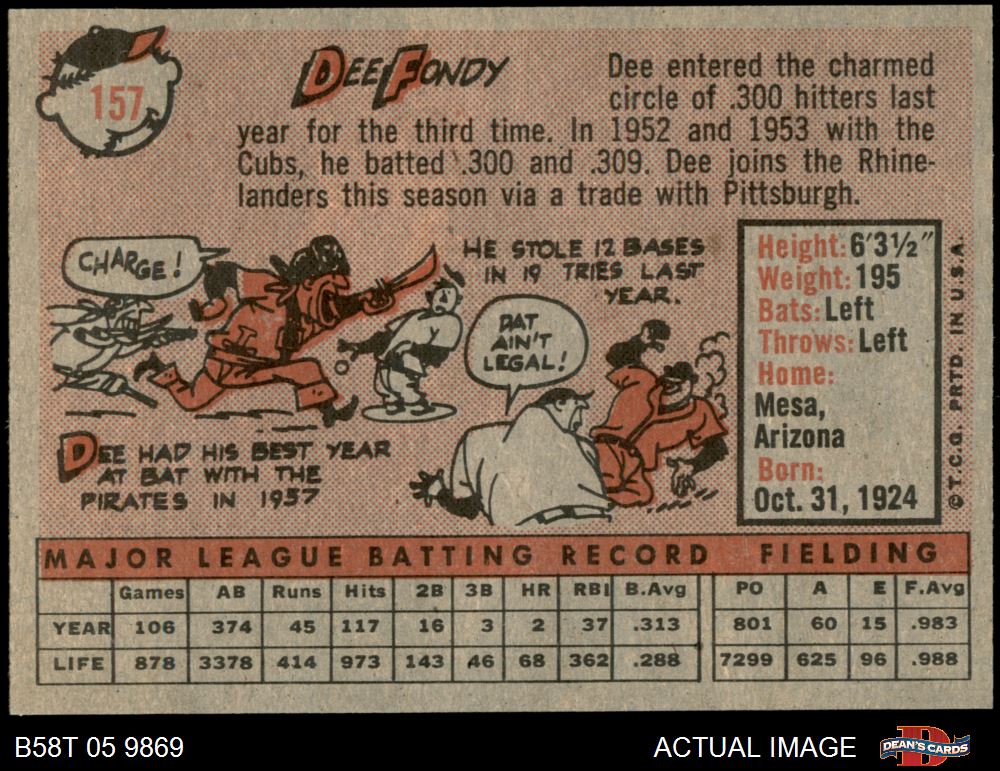 157
DEE FONDY
Dee entered the charmed
circle of .300 hitters last
year for the third time. In 1952 and 1953 with the
Cubs, he batted .300 and .309. Dee joins the Rhine-
landers this season via a trade with Pittsburgh.
CHARGE!
DEE HAD HIS BEST YEAR
AT BAT WITH THE
PIRATES IN 1957
HE STOLE 12 BASES
IN 19 TRIES LAST
YEAR.
DAT
AIN'T
LEGAL!
Height: 6'3½"
Weight: 195
Bats: Left
Throws: Left
Home:
Mesa,
Arizona
Born:
Oct. 31, 1924
© T.C.G. PRTD. IN U.S.A.
MAJOR LEAGUE BATTING RECORD FIELDING
Games AB Runs Hits 2B 3B HR RBI B.Avg PO A E F.Avg
YEAR 106 374 45 117 16 3 2 37 .313 801 60 15 .983
LIFE 878 3378 414 973 143 46 68 362 .288 7299 625 96 .988
B58T 05 9869
ACTUAL IMAGE
DEAN'S CARDS